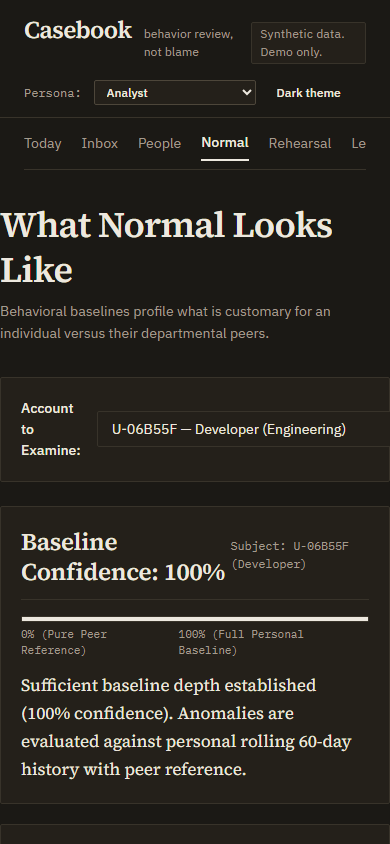 Casebook
behavior review,
not blame
Synthetic data.
Demo only.
Persona:
Analyst
Dark theme
Today Inbox People Normal Rehearsal Le
What Normal Looks
Like
Behavioral baselines profile what is customary for an
individual versus their departmental peers.
Account
to
Examine:
U-06B55F — Developer (Engineering)
Baseline
Confidence: 100%
Subject: U-06B55F
(Developer)
0% (Pure Peer
Reference)
100% (Full Personal
Baseline)
Sufficient baseline depth established
(100% confidence). Anomalies are
evaluated against personal rolling 60-day
history with peer reference.